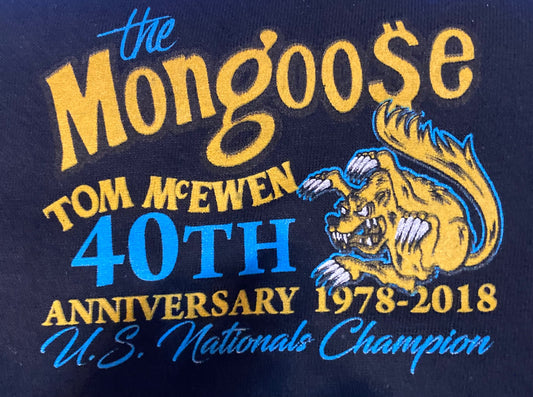 the
Mongoo$e
TOM McEWEN
40TH
ANNIVERSARY 1978-2018
U.S. Nationals Champion